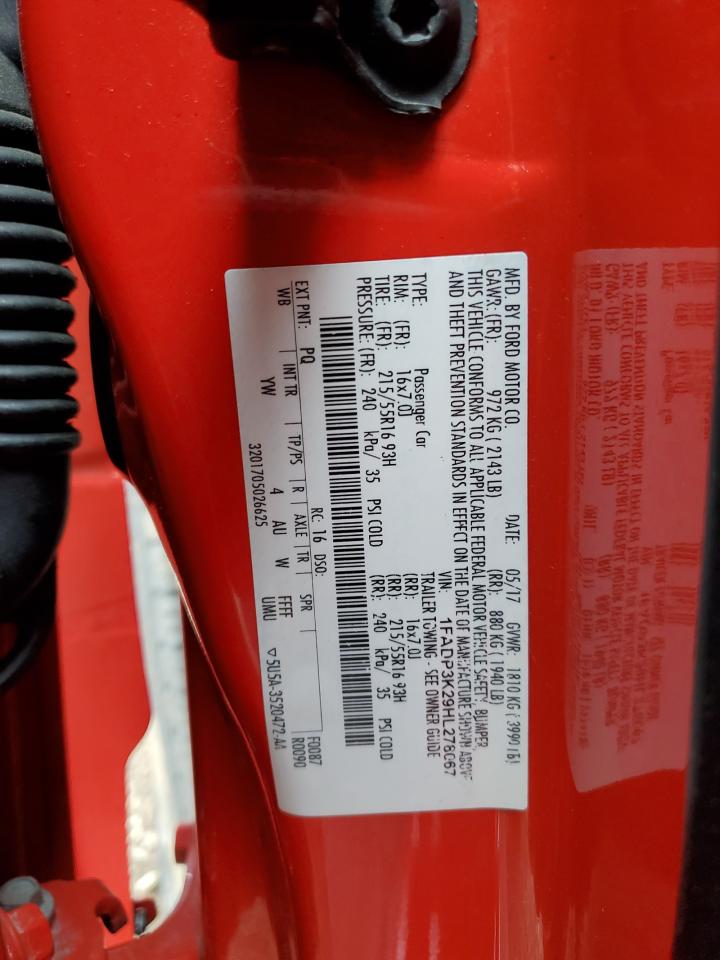 MFD. BY FORD MOTOR CO.
DATE: 05/17 GVWR: 1810 KG ( 3990 LB)
GAWR: (FR): 972 KG ( 2143 LB) (RR): 880 KG ( 1940 LB)
THIS VEHICLE CONFORMS TO ALL APPLICABLE FEDERAL MOTOR VEHICLE SAFETY, BUMPER,
AND THEFT PREVENTION STANDARDS IN EFFECT ON THE DATE OF MANUFACTURE SHOWN ABOVE
VIN: 1FADP3K29HL278067
TYPE: Passenger Car TRAILER TOWING - SEE OWNER GUIDE
RIM: (FR): 16x7.0J (RR): 16x7.0J
TIRE: (FR): 215/55R16 93H (RR): 215/55R16 93H
PRESSURE: (FR): 240 kPa/ 35 PSI COLD (RR): 240 kPa/ 35 PSI COLD
RC: 16 DSO: F0087
EXT PNT: PQ R0090
WB INT TR TP/PS R AXLE TR SPR
YW 4 AU W FFFF
UMU
3201705026625 ▽5U5A-3520472-AA